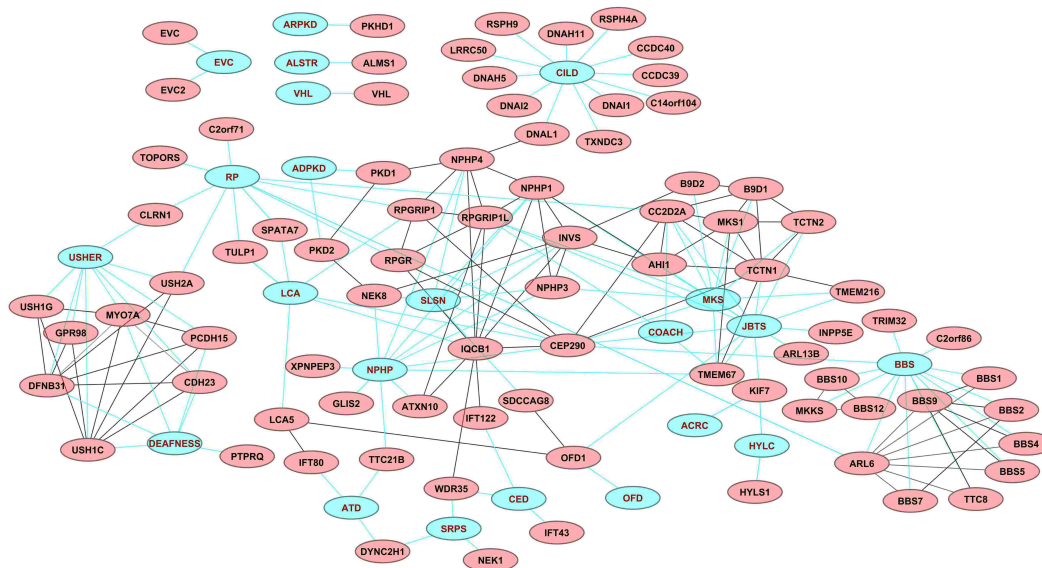 RSPH9
RSPH4A
EVC
ARPKD
PKHD1
DNAH11
LRRC50
CCDC40
EVC
ALSTR
ALMS1
CILD
DNAH5
CCDC39
EVC2
VHL
VHL
DNAI2
DNAI1
C14orf104
C2orf71
DNAL1
TXNDC3
TOPORS
ADPKD
PKD1
NPHP4
RP
B9D2
B9D1
NPHP1
CLRN1
SPATA7
RPGRIP1
RPGRIP1L
CC2D2A
MKS1
TCTN2
TULP1
PKD2
INVS
USHER
RPGR
AHI1
TCTN1
USH2A
NEK8
NPHP3
LCA
SLSN
MKS
TMEM216
USH1G
MYO7A
GPR98
PCDH15
COACH
JBTS
INPP5E
TRIM32
C2orf86
IQCB1
CEP290
ARL13B
BBS
XPNPEP3
NPHP
TMEM67
DFNB31
CDH23
BBS10
BBS1
GLIS2
ATXN10
SDCCAG8
KIF7
MKKS
BBS12
BBS9
BBS2
LCA5
IFT122
ACRC
BBS4
USH1C
DEAFNESS
HYLC
PTPRQ
IFT80
TTC21B
OFD1
ARL6
BBS5
WDR35
CED
OFD
HYLS1
BBS7
TTC8
ATD
SRPS
IFT43
DYNC2H1
NEK1